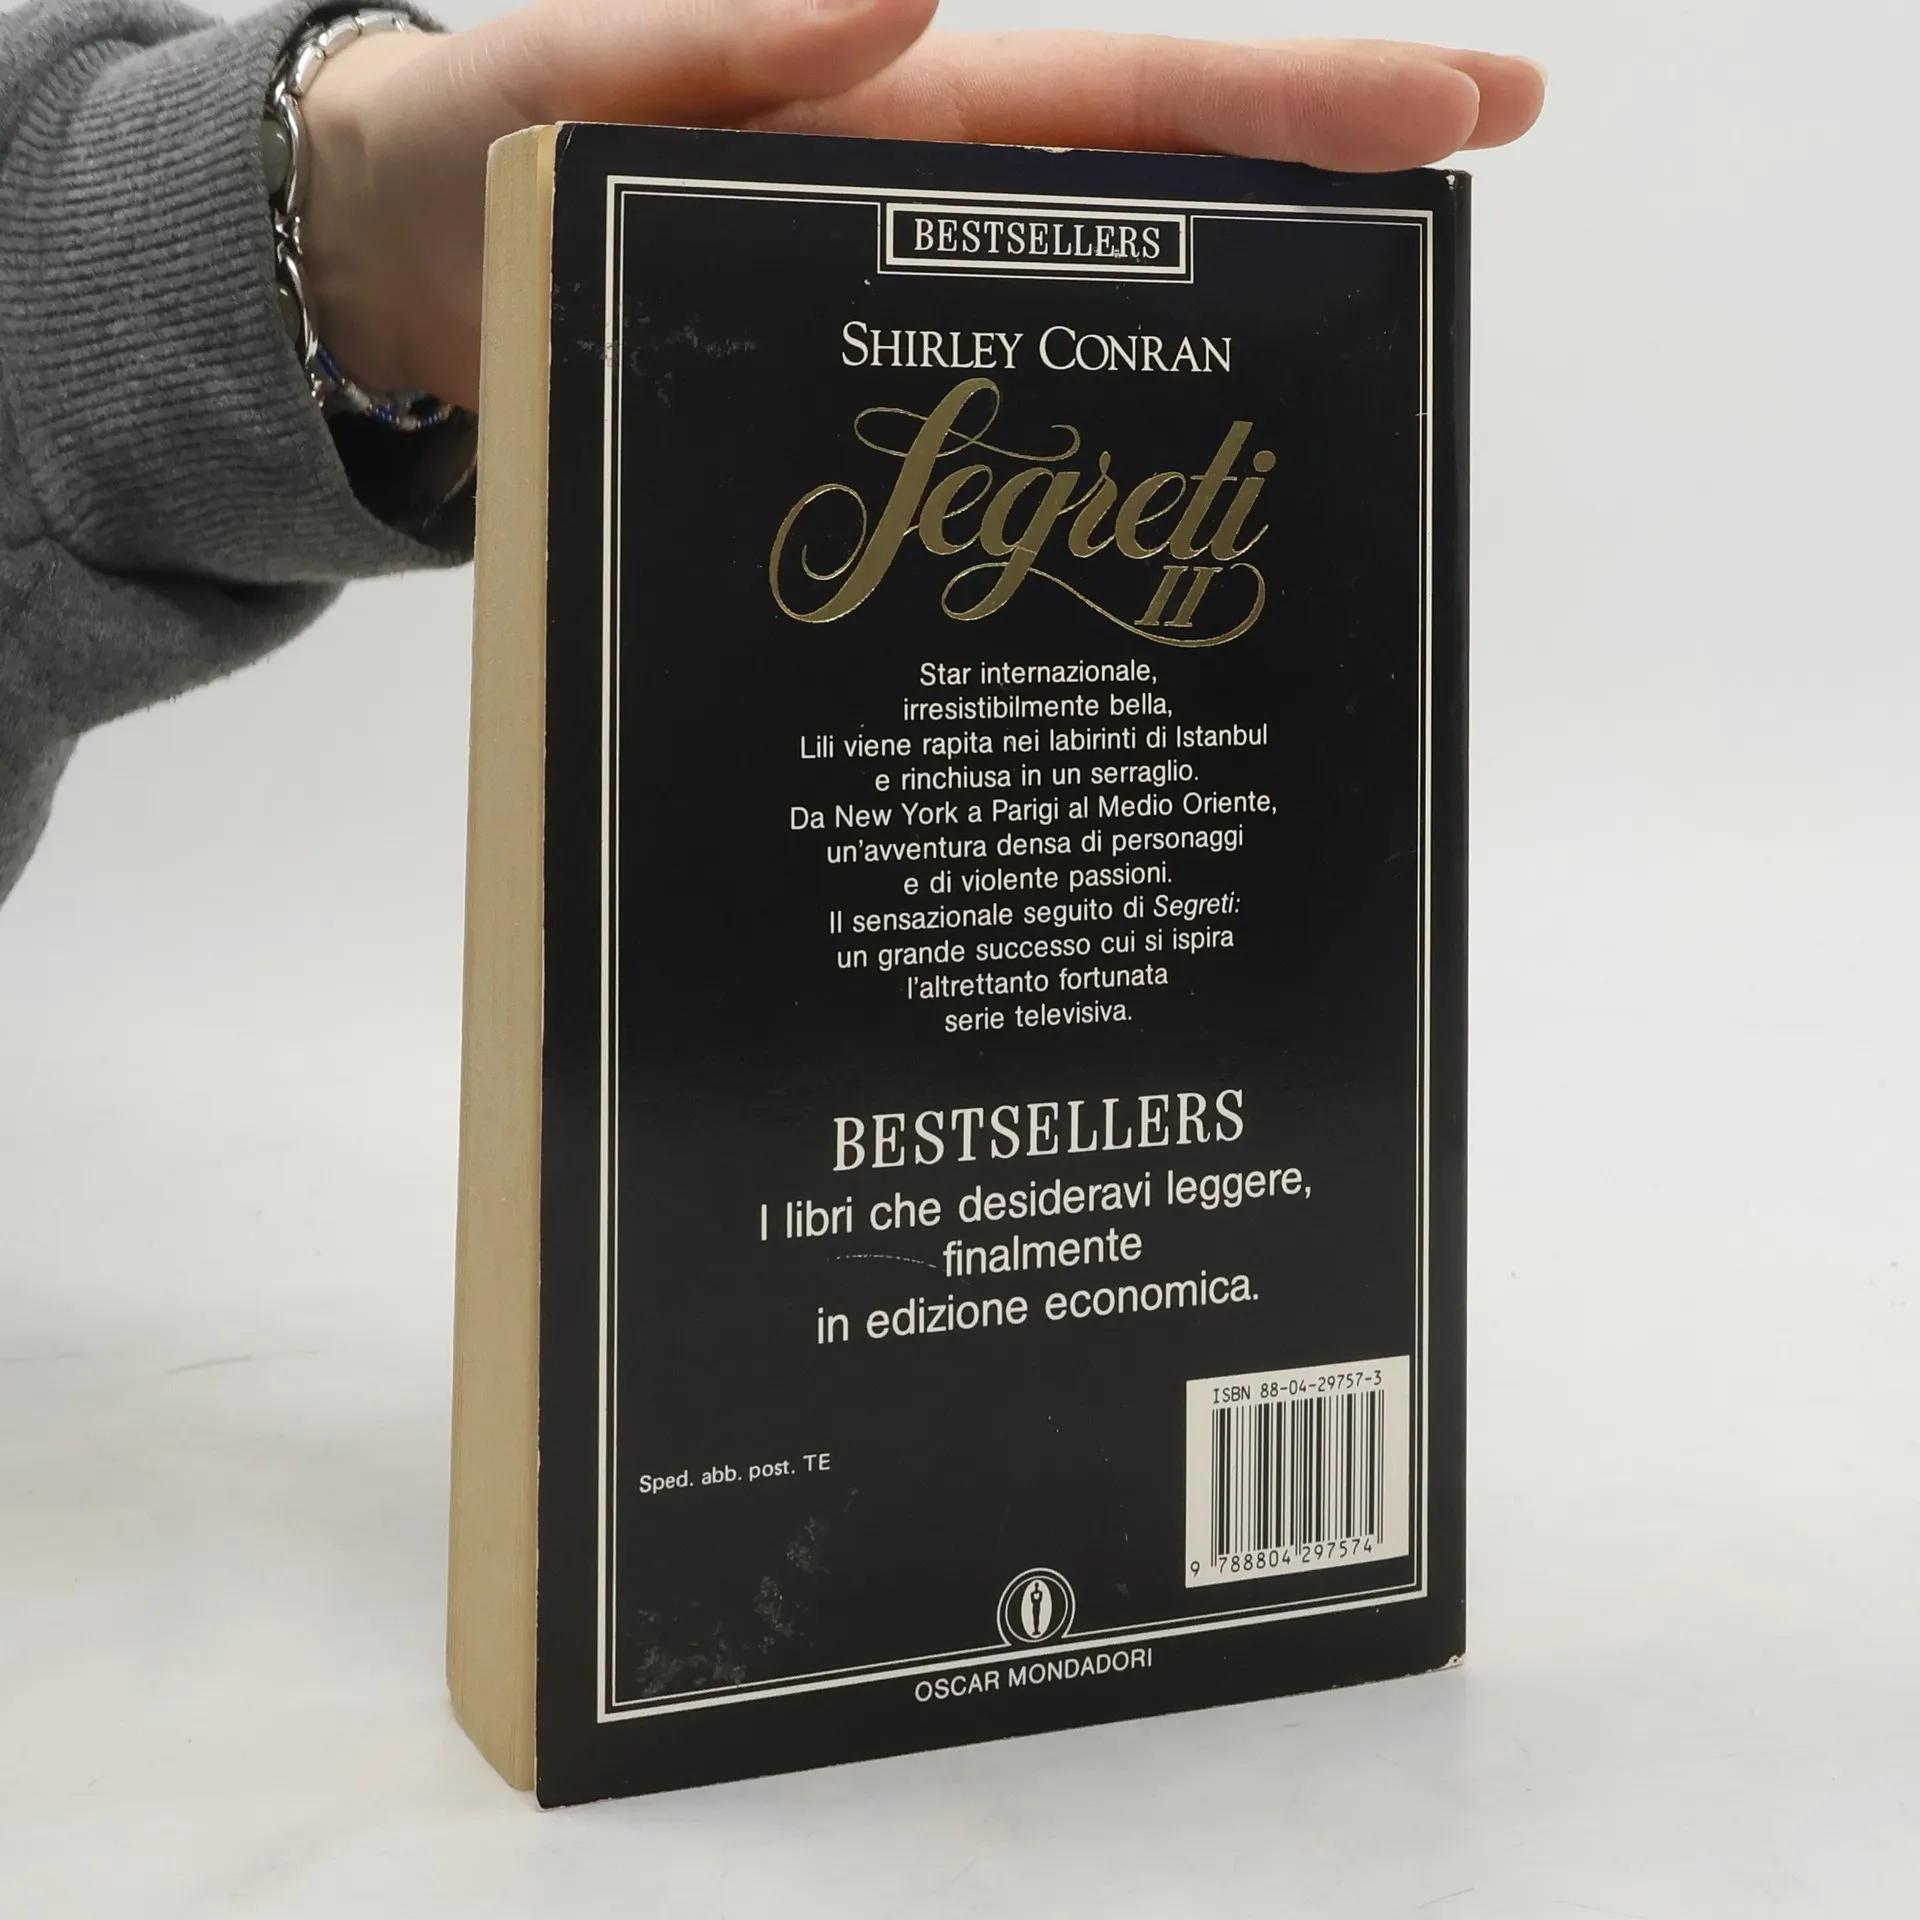 BESTSELLERS
SHIRLEY CONRAN
Segreti
II
Star internazionale,
irresistibilmente bella,
Lili viene rapita nei labirinti di Istanbul
e rinchiusa in un serraglio.
Da New York a Parigi al Medio Oriente,
un'avventura densa di personaggi
e di violente passioni.
Il sensazionale seguito di Segreti:
un grande successo cui si ispira
l'altrettanto fortunata
serie televisiva.
BESTSELLERS
I libri che desideravi leggere,
finalmente
in edizione economica.
ISBN 88-04-29757-3
9 788804 297574
Sped. abb. post. TE
OSCAR MONDADORI